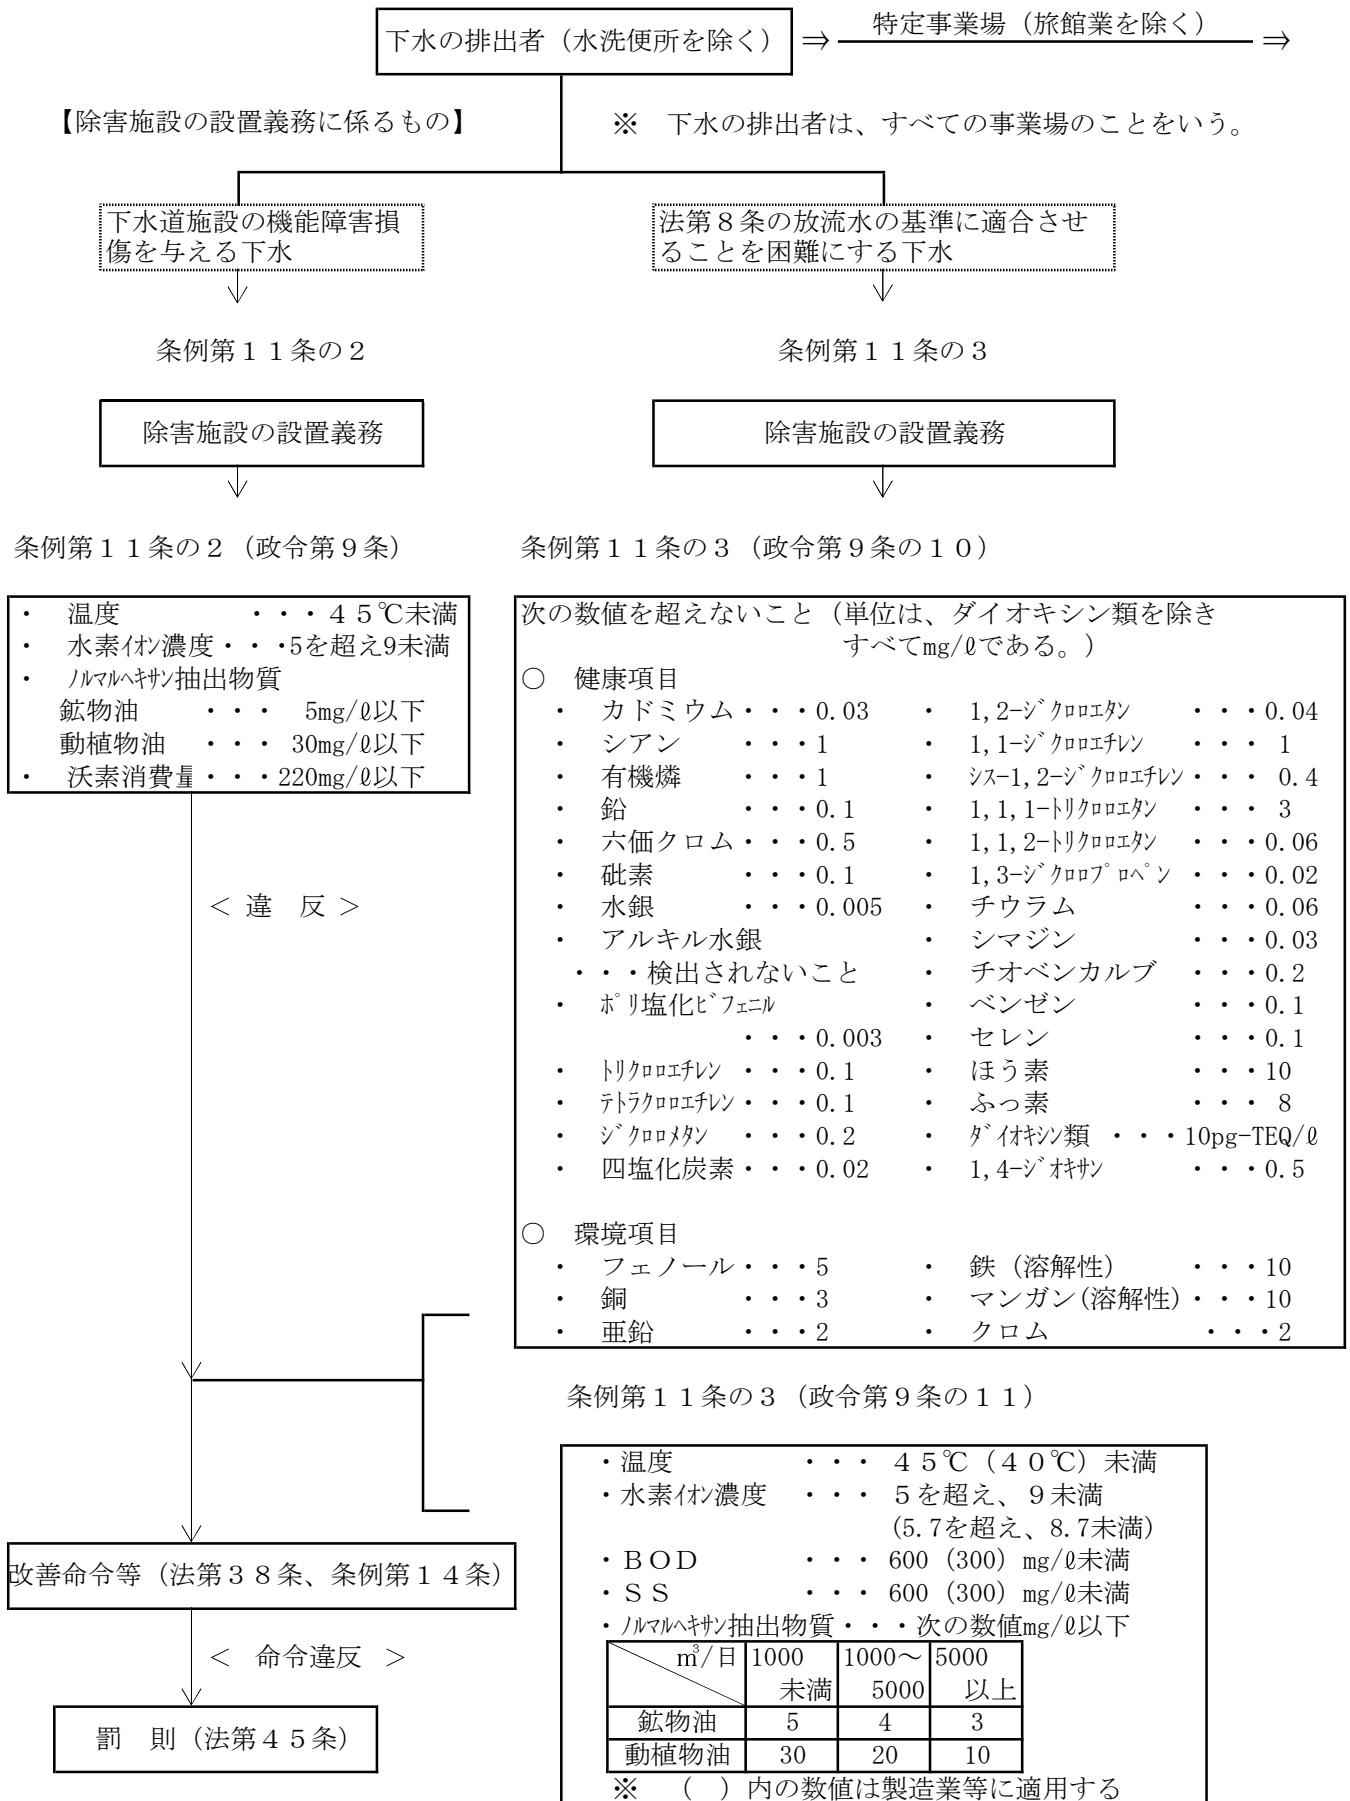 下水の排出者（水洗便所を除く）
⇒ 特定事業場（旅館業を除く） ⇒
【除害施設の設置義務に係るもの】
※　下水の排出者は、すべての事業場のことをいう。
下水道施設の機能障害損
傷を与える下水
法第８条の放流水の基準に適合させ
ることを困難にする下水
条例第１１条の２
条例第１１条の３
除害施設の設置義務
除害施設の設置義務
条例第１１条の２（政令第９条）
・　温度　・・・４５℃未満
・　水素ｲｵﾝ濃度・・・5を超え9未満
・　ﾉﾙﾏﾙﾍｷｻﾝ抽出物質
鉱物油　・・・　5mg/ℓ以下
動植物油　・・・　30mg/ℓ以下
・　沃素消費量・・・220mg/ℓ以下
条例第１１条の３（政令第９条の１０）
次の数値を超えないこと（単位は、ダイオキシン類を除き
すべてmg/ℓである。）
○　健康項目
・　カドミウム・・・0.03　・　1,2-ｼﾞｸﾛﾛｴﾀﾝ　・・・0.04
・　シアン　・・・1　・　1,1-ｼﾞｸﾛﾛｴﾁﾚﾝ　・・・ 1
・　有機燐　・・・1　・　ｼｽ-1,2-ｼﾞｸﾛﾛｴﾁﾚﾝ・・・ 0.4
・　鉛　・・・0.1　・　1,1,1-ﾄﾘｸﾛﾛｴﾀﾝ　・・・ 3
・　六価クロム・・・0.5　・　1,1,2-ﾄﾘｸﾛﾛｴﾀﾝ　・・・0.06
・　砒素　・・・0.1　・　1,3-ｼﾞｸﾛﾛﾌﾟﾛﾍﾟﾝ　・・・0.02
・　水銀　・・・0.005　・　チウラム　・・・0.06
・　アルキル水銀　・　シマジン　・・・0.03
・・・検出されないこと　・　チオベンカルブ　・・・0.2
・　ﾎﾟﾘ塩化ﾋﾞﾌｪﾆﾙ　・　ベンゼン　・・・0.1
・・・0.003　・　セレン　・・・0.1
・　ﾄﾘｸﾛﾛｴﾁﾚﾝ　・・・0.1　・　ほう素　・・・10
・　ﾃﾄﾗｸﾛﾛｴﾁﾚﾝ・・・0.1　・　ふっ素　・・・ 8
・　ｼﾞｸﾛﾛﾒﾀﾝ　・・・0.2　・　ﾀﾞｲｵｷｼﾝ類　・・・10pg-TEQ/ℓ
・　四塩化炭素・・・0.02　・　1,4-ｼﾞｵｷｻﾝ　・・・0.5
○　環境項目
・　フェノール・・・5　・　鉄（溶解性）　・・・10
・　銅　・・・3　・　マンガン(溶解性)・・・10
・　亜鉛　・・・2　・　クロム　・・・2
＜ 違　反 ＞
条例第１１条の３（政令第９条の１１）
・温度　・・・ ４５℃（４０℃）未満
・水素ｲｵﾝ濃度　・・・ ５を超え、９未満
(5.7を超え、8.7未満)
・ＢＯＤ　・・・ 600（300）mg/ℓ未満
・ＳＳ　・・・ 600（300）mg/ℓ未満
・ﾉﾙﾏﾙﾍｷｻﾝ抽出物質・・・次の数値mg/ℓ以下
㎥/日　1000　1000～　5000
未満　5000　以上
鉱物油　5　4　3
動植物油　30　20　10
※　（　）内の数値は製造業等に適用する
改善命令等（法第３８条、条例第１４条）
＜　命令違反　＞
罰　則（法第４５条）